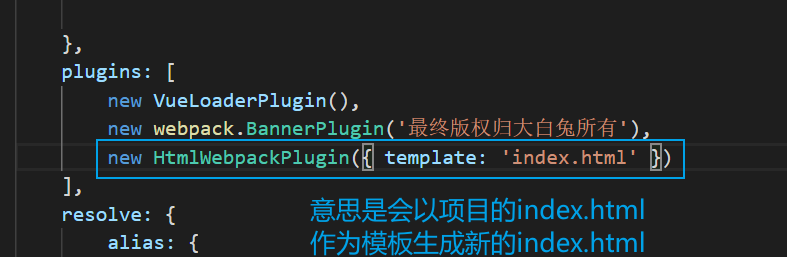 },
plugins: [
new VueLoaderPlugin(),
new webpack.BannerPlugin('最终版权归大白兔所有'),
new HtmlWebpackPlugin({ template: 'index.html' })
],
resolve: {
alias: {
意思是会以项目的index.html
作为模板生成新的index.html